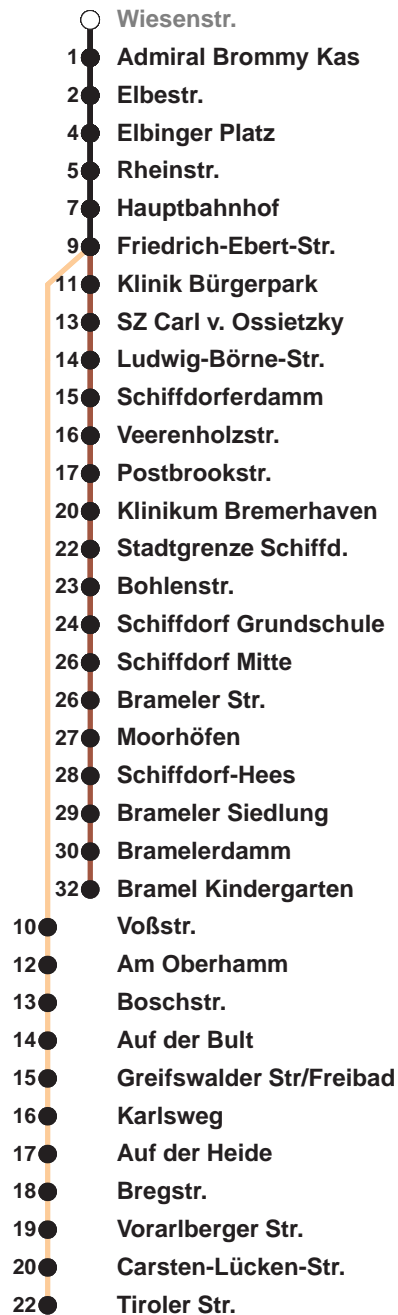 Wiesenstr.
1 Admiral Brommy Kas
2 Elbestr.
4 Elbinger Platz
5 Rheinstr.
7 Hauptbahnhof
9 Friedrich-Ebert-Str.
11 Klinik Bürgerpark
13 SZ Carl v. Ossietzky
14 Ludwig-Börne-Str.
15 Schiffdorferdamm
16 Veerenholzstr.
17 Postbrookstr.
20 Klinikum Bremerhaven
22 Stadtgrenze Schiffd.
23 Bohlenstr.
24 Schiffdorf Grundschule
26 Schiffdorf Mitte
26 Brameler Str.
27 Moorhöfen
28 Schiffdorf-Hees
29 Brameler Siedlung
30 Bramelerdamm
32 Bramel Kindergarten
10 Voßstr.
12 Am Oberhamm
13 Boschstr.
14 Auf der Bult
15 Greifswalder Str/Freibad
16 Karlsweg
17 Auf der Heide
18 Bregstr.
19 Vorarlberger Str.
20 Carsten-Lücken-Str.
22 Tiroler Str.